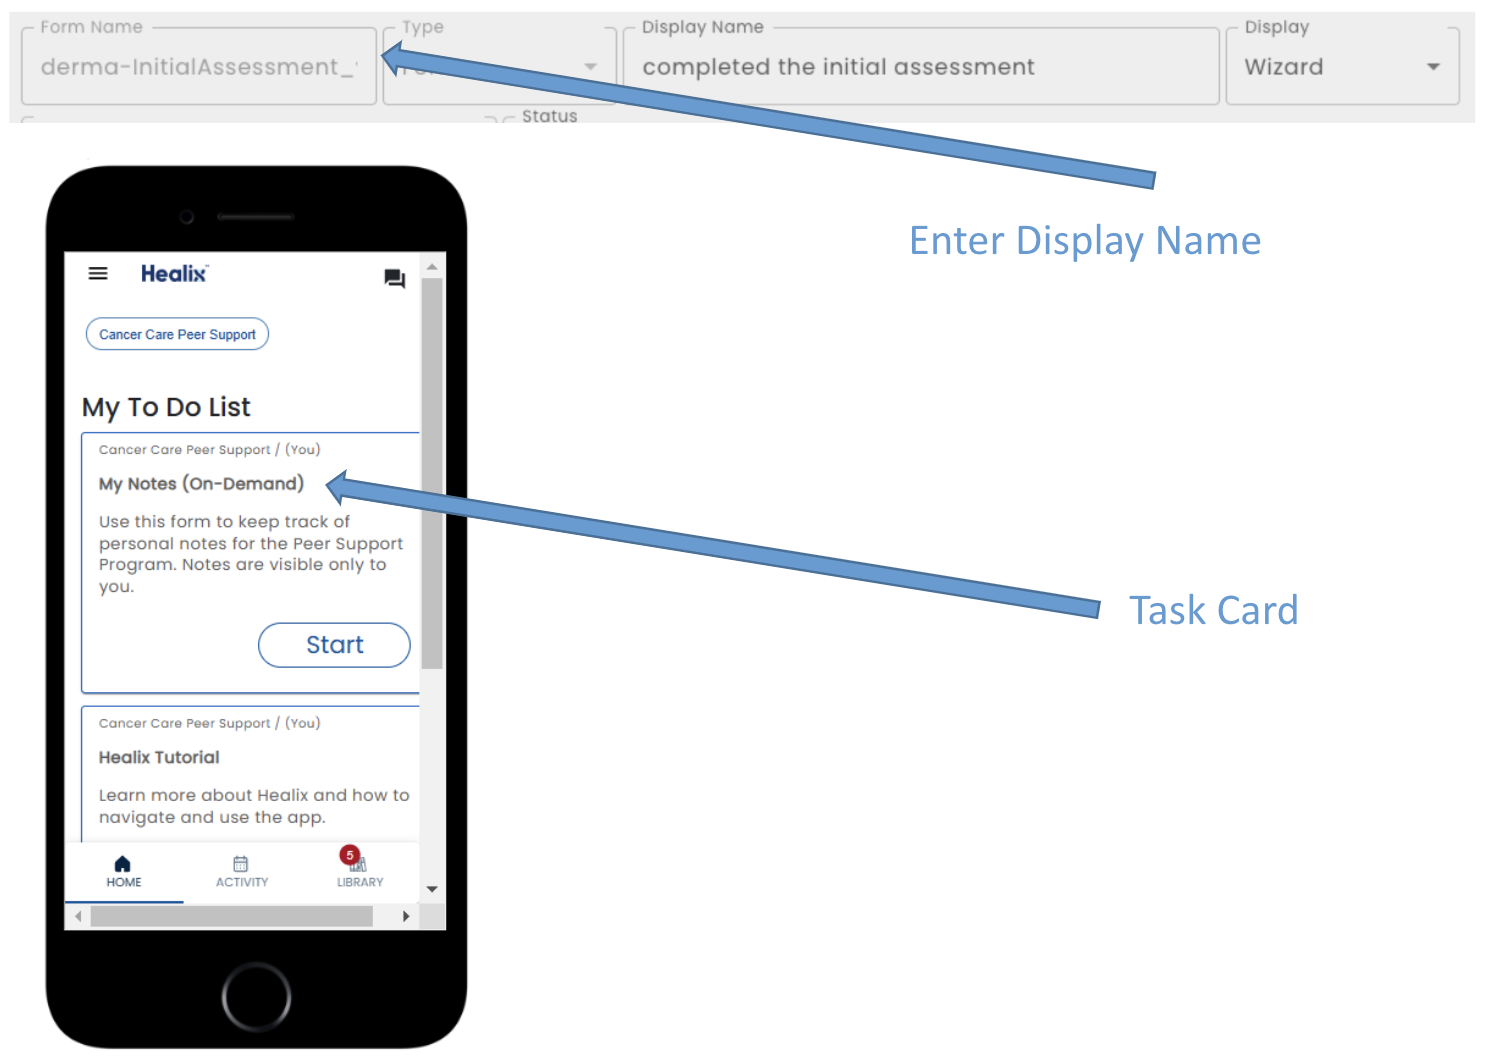 Form Name Type Display Name Display
derma-InitialAssessment_ completed the initial assessment Wizard
Status
Enter Display Name
Healix
Cancer Care Peer Support
My To Do List
Cancer Care Peer Support / (You)
My Notes (On-Demand)
Use this form to keep track of
personal notes for the Peer Support
Program. Notes are visible only to
you.
Start
Task Card
Cancer Care Peer Support / (You)
Healix Tutorial
Learn more about Healix and how to
navigate and use the app.
5
HOME ACTIVITY LIBRARY